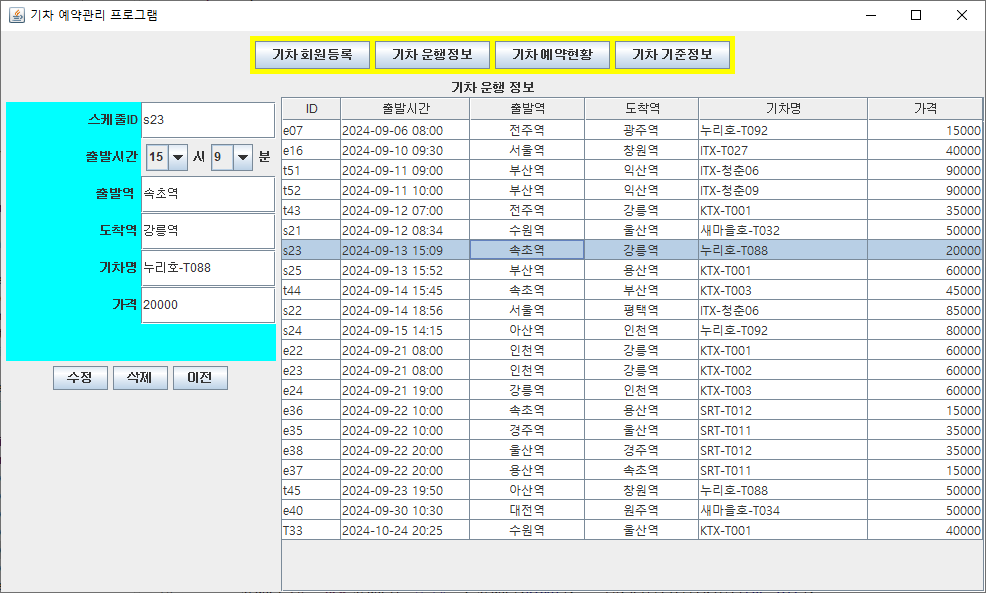 기차 예약관리 프로그램
기차 회원등록 기차 운행정보 기차 예약현황 기차 기준정보
기차 운행 정보
스케줄ID s23
출발시간 15 시 9 분
출발역 속초역
도착역 강릉역
기차명 누리호-T088
가격 20000
수정 삭제 이전
ID 출발시간 출발역 도착역 기차명 가격
e07 2024-09-06 08:00 전주역 광주역 누리호-T092 15000
e16 2024-09-10 09:30 서울역 창원역 ITX-T027 40000
t51 2024-09-11 09:00 부산역 익산역 ITX-청춘06 90000
t52 2024-09-11 10:00 부산역 익산역 ITX-청춘09 90000
t43 2024-09-12 07:00 전주역 강릉역 KTX-T001 35000
s21 2024-09-12 08:34 수원역 울산역 새마을호-T032 50000
s23 2024-09-13 15:09 속초역 강릉역 누리호-T088 20000
s25 2024-09-13 15:52 부산역 용산역 KTX-T001 60000
t44 2024-09-14 15:45 속초역 부산역 KTX-T003 45000
s22 2024-09-14 18:56 서울역 평택역 ITX-청춘06 85000
s24 2024-09-15 14:15 아산역 인천역 누리호-T092 80000
e22 2024-09-21 08:00 인천역 강릉역 KTX-T001 60000
e23 2024-09-21 08:00 인천역 강릉역 KTX-T002 60000
e24 2024-09-21 19:00 강릉역 인천역 KTX-T003 60000
e36 2024-09-22 10:00 속초역 용산역 SRT-T012 15000
e35 2024-09-22 10:00 경주역 울산역 SRT-T011 35000
e38 2024-09-22 20:00 울산역 경주역 SRT-T012 35000
e37 2024-09-22 20:00 용산역 속초역 SRT-T011 15000
t45 2024-09-23 19:50 아산역 창원역 누리호-T088 50000
e40 2024-09-30 10:30 대전역 원주역 새마을호-T034 50000
T33 2024-10-24 20:25 수원역 울산역 KTX-T001 40000